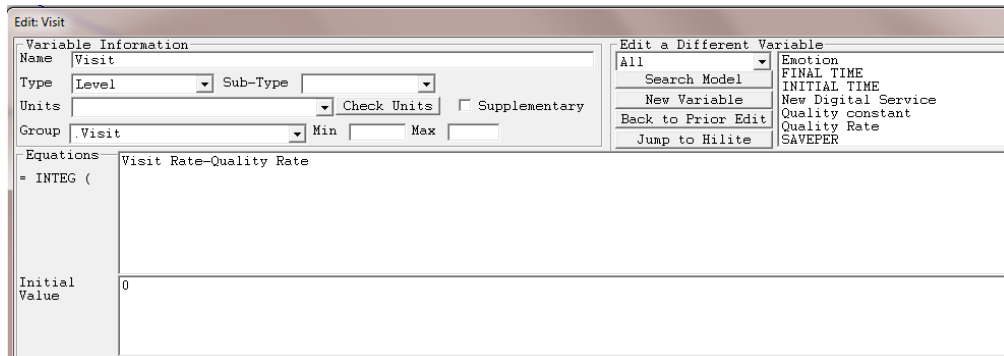 Edit: Visit
Variable Information
Name Visit
Type Level Sub-Type
Units Check Units Supplementary
Group .Visit Min Max
Edit a Different Variable
All
Search Model
New Variable
Back to Prior Edit
Jump to Hilite
Emotion
FINAL TIME
INITIAL TIME
New Digital Service
Quality constant
Quality Rate
SAVEPER
Equations
= INTEG (
Visit Rate-Quality Rate
Initial
Value
0